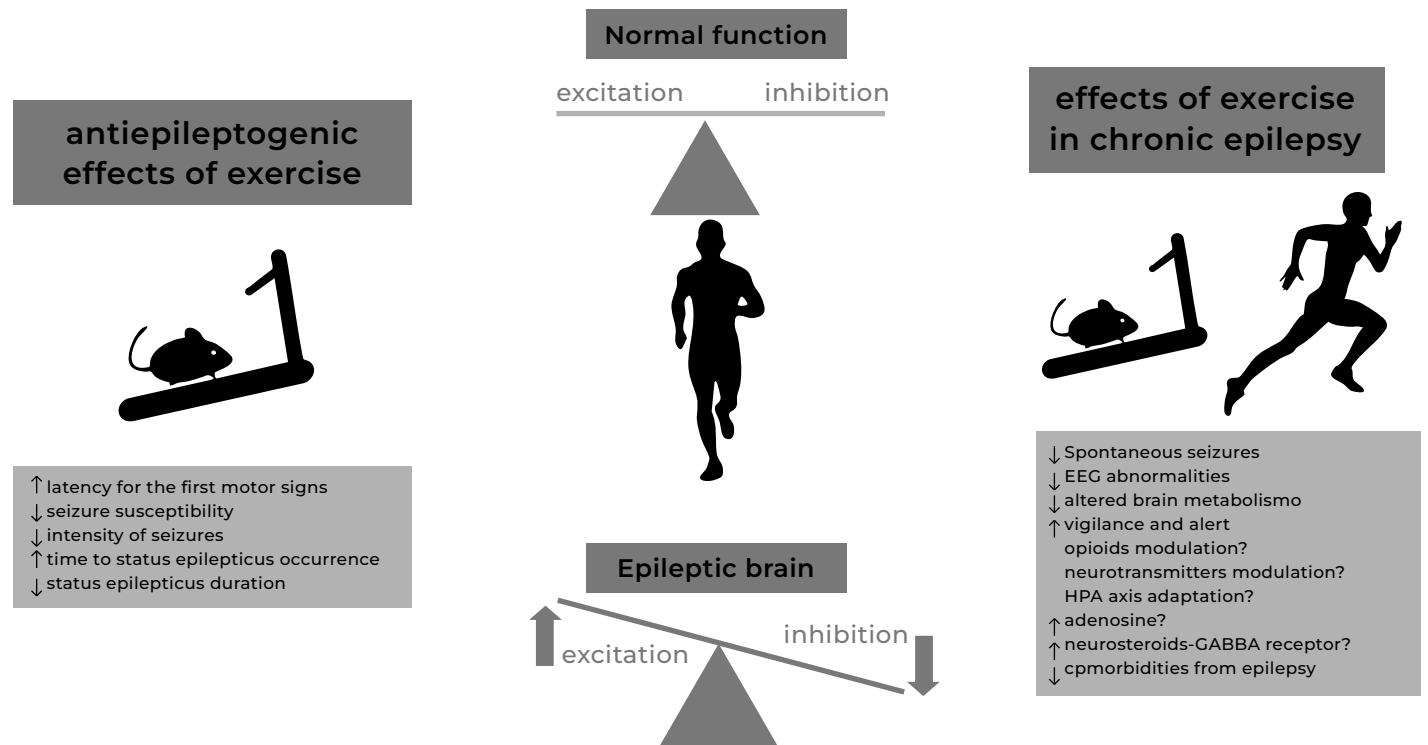 antiepileptogenic
effects of exercise
↑ latency for the first motor signs
↓ seizure susceptibility
↓ intensity of seizures
↑ time to status epilepticus occurrence
↓ status epilepticus duration
Normal function
excitation inhibition
Epileptic brain
excitation
inhibition
effects of exercise
in chronic epilepsy
↓ Spontaneous seizures
↓ EEG abnormalities
↓ altered brain metabolismo
↑ vigilance and alert
opioids modulation?
neurotransmitters modulation?
HPA axis adaptation?
↑ adenosine?
↑ neurosteroids-GABBA receptor?
↓ cpmorbidities from epilepsy